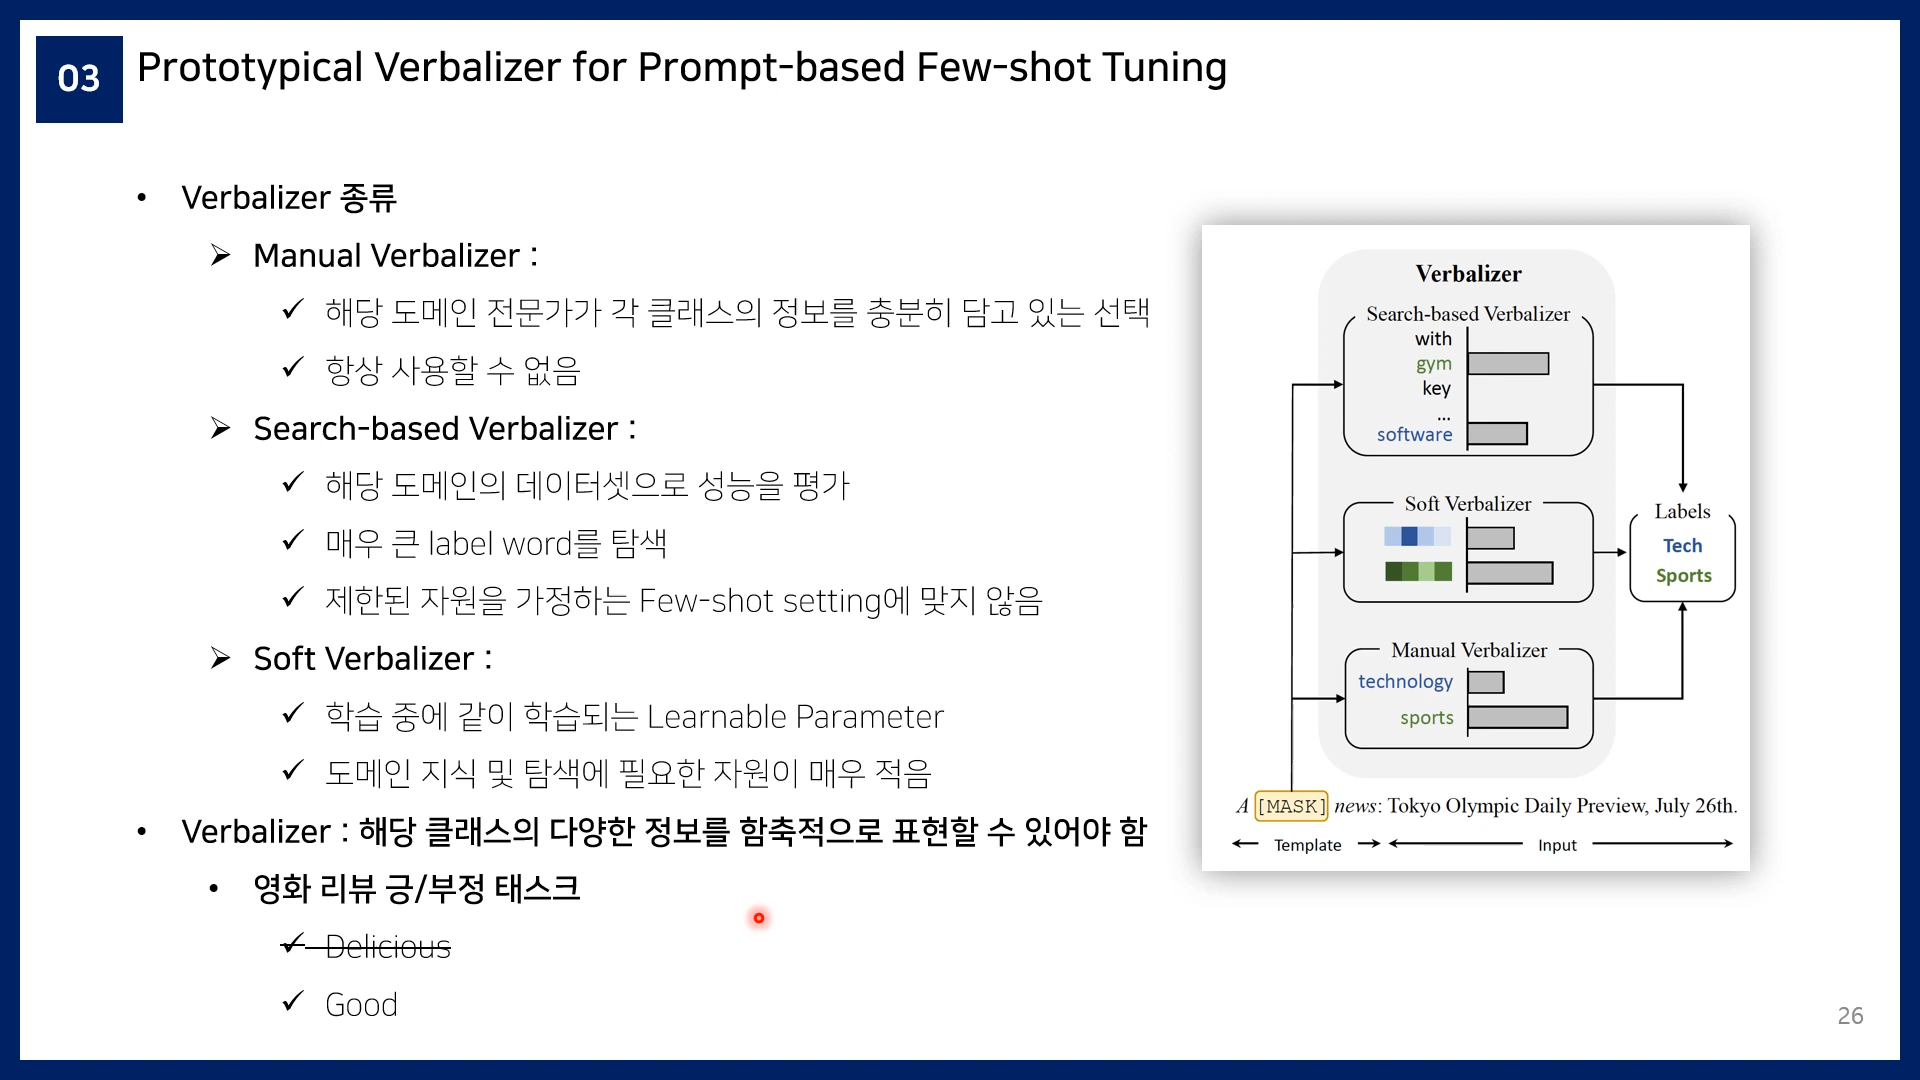 03
Prototypical Verbalizer for Prompt-based Few-shot Tuning
• Verbalizer 종류
➢ Manual Verbalizer :
✓ 해당 도메인 전문가가 각 클래스의 정보를 충분히 담고 있는 선택
✓ 항상 사용할 수 없음
➢ Search-based Verbalizer :
✓ 해당 도메인의 데이터셋으로 성능을 평가
✓ 매우 큰 label word를 탐색
✓ 제한된 자원을 가정하는 Few-shot setting에 맞지 않음
➢ Soft Verbalizer :
✓ 학습 중에 같이 학습되는 Learnable Parameter
✓ 도메인 지식 및 탐색에 필요한 자원이 매우 적음
• Verbalizer : 해당 클래스의 다양한 정보를 함축적으로 표현할 수 있어야 함
• 영화 리뷰 긍/부정 태스크
✓ Delicious
✓ Good
Verbalizer
Search-based Verbalizer
with
gym
key
...
software
Soft Verbalizer
Manual Verbalizer
technology
sports
Labels
Tech
Sports
A [MASK] news: Tokyo Olympic Daily Preview, July 26th.
Template Input
26